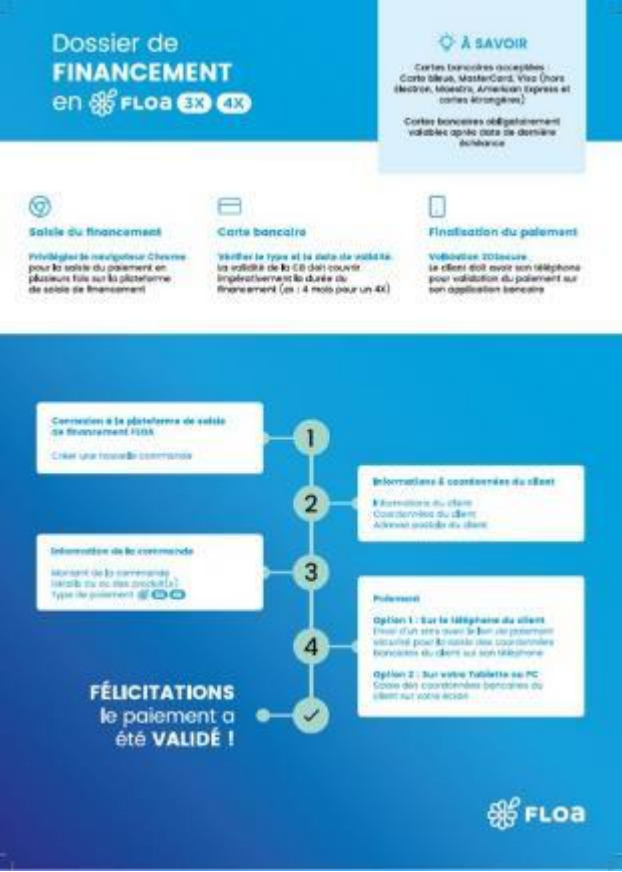 Dossier de
FINANCEMENT
en FLOa 3X 4X
À SAVOIR
Cartes bancaires acceptées :
Carte bleue, MasterCard, Visa (hors
électron, Maestro, American Express et
cartes étrangères)
Cartes bancaires obligatoirement
valables après date de dernière
échéance
Saisie du financement
Privilégier le navigateur Chrome
pour la saisie du paiement en
plusieurs fois sur la plateforme
de saisie de financement
Carte bancaire
Vérifier le type et la date de validité.
La validité de la CB doit couvrir
impérativement la durée du
financement (ex : 4 mois pour un 4X)
Finalisation du paiement
Validation 3DSecure
Le client doit avoir son téléphone
pour validation du paiement sur
son application bancaire
Connexion à la plateforme de saisie
de financement FLOA
Créer une nouvelle commande
1
Informations & coordonnées du client
Informations du client
Coordonnées du client
Adresse postale du client
2
Information de la commande
Montant de la commande
Détails du ou des produit(s)
Type de paiement 3X 4X
3
Paiement
Option 1 : Sur le téléphone du client
Envoi d'un sms avec le lien de paiement
sécurisé pour la saisie des coordonnées
bancaires du client sur son téléphone
Option 2 : Sur votre Tablette ou PC
Saisie des coordonnées bancaires du
client sur votre écran
4
FÉLICITATIONS
le paiement a
été VALIDÉ !
FLOa